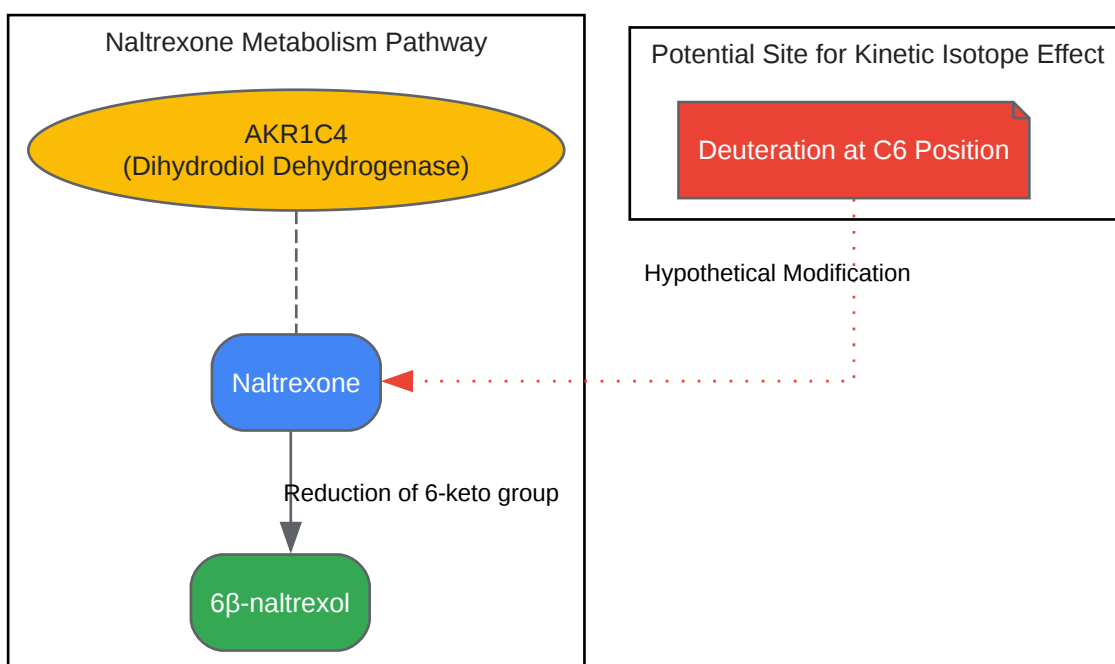 Naltrexone Metabolism Pathway
AKR1C4
(Dihydrodiol Dehydrogenase)
Naltrexone
Reduction of 6-keto group
6β-naltrexol
Potential Site for Kinetic Isotope Effect
Deuteration at C6 Position
Hypothetical Modification